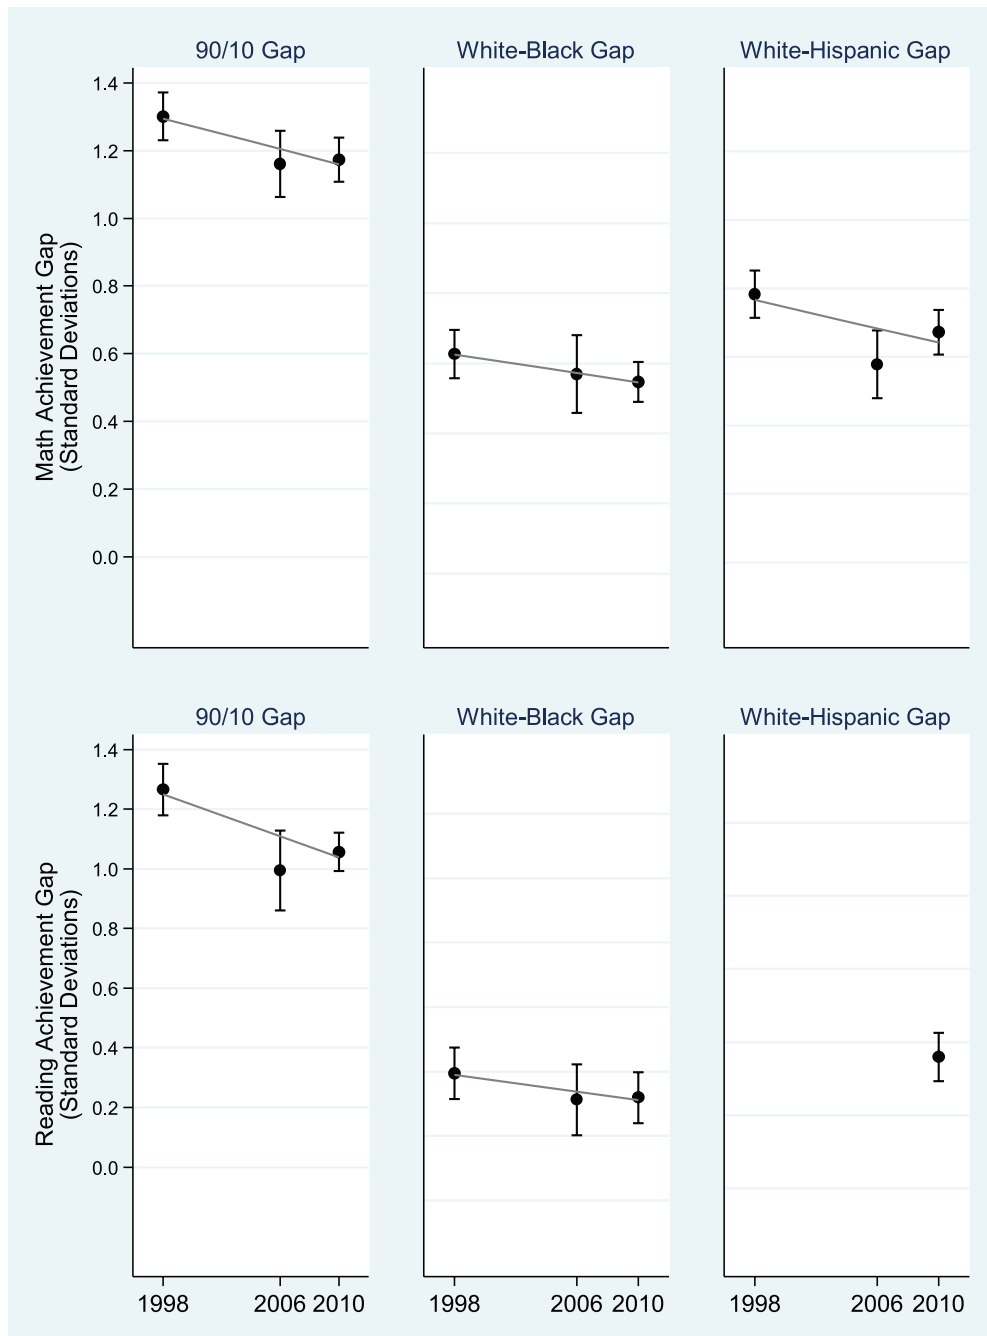 90/10 Gap
White-Black Gap
White-Hispanic Gap
Math Achievement Gap
(Standard Deviations)
1.4
1.2
1.0
0.8
0.6
0.4
0.2
0.0
90/10 Gap
White-Black Gap
White-Hispanic Gap
Reading Achievement Gap
(Standard Deviations)
1.4
1.2
1.0
0.8
0.6
0.4
0.2
0.0
1998 2006 2010
1998 2006 2010
1998 2006 2010